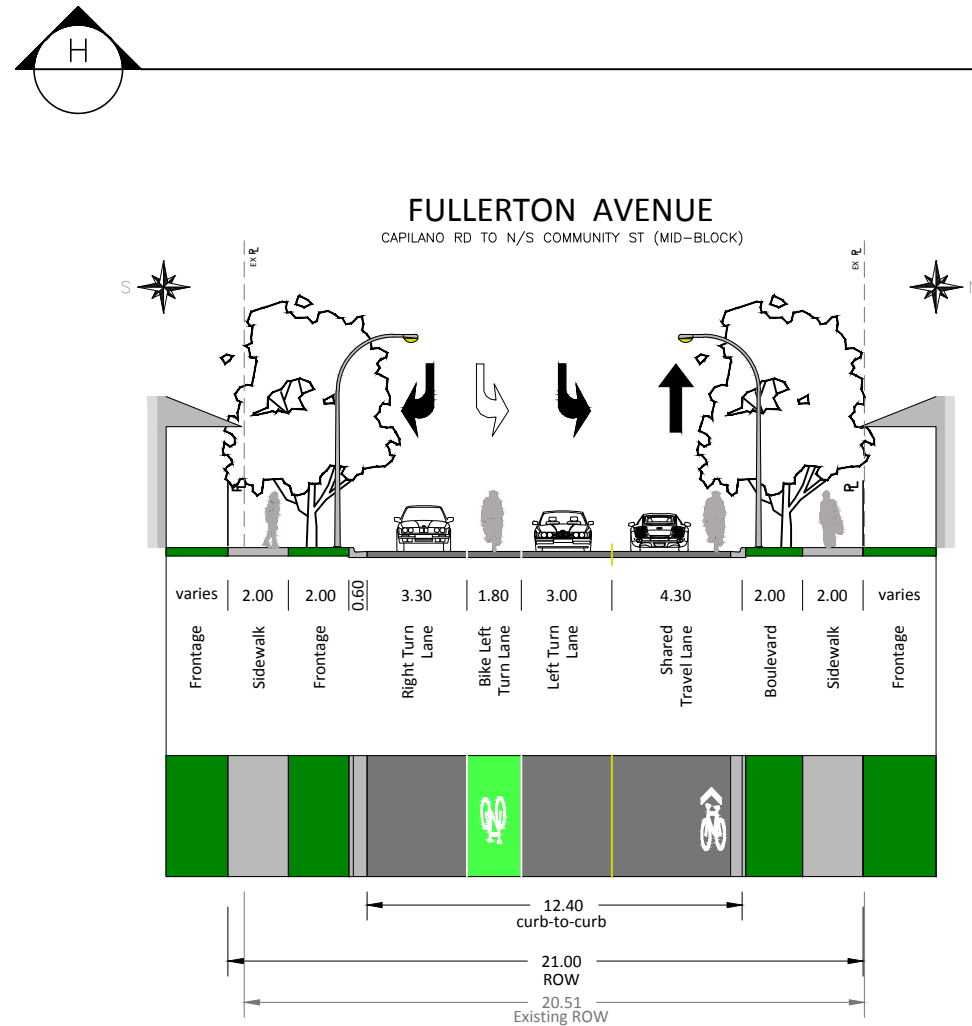 H
FULLERTON AVENUE
CAPILANO RD TO N/S COMMUNITY ST (MID-BLOCK)
EX PL
EX PL
S
PL
varies
2.00
2.00
0.60
3.30
1.80
3.00
4.30
2.00
2.00
varies
Frontage
Sidewalk
Frontage
Right Turn
Lane
Bike Left
Turn Lane
Left Turn
Lane
Shared
Travel Lane
Boulevard
Sidewalk
Frontage
12.40
curb-to-curb
21.00
ROW
20.51
Existing ROW